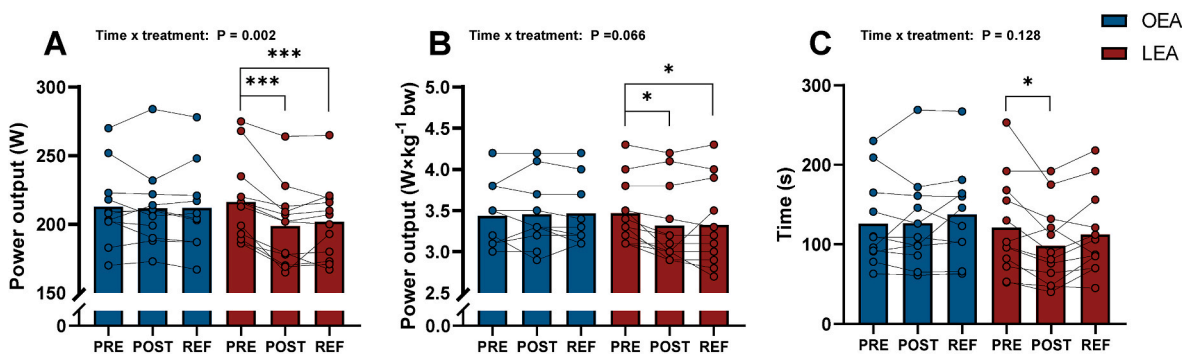 A
Time x treatment: P = 0.002
***
***
Power output (W)
300
250
200
150
0
PRE POST REF PRE POST REF
B
Time x treatment: P =0.066
*
*
Power output (W×kg⁻¹ bw)
5.0
4.5
4.0
3.5
3.0
2.5
0.0
PRE POST REF PRE POST REF
C
Time x treatment: P = 0.128
*
Time (s)
300
200
100
0
PRE POST REF PRE POST REF
OEA
LEA